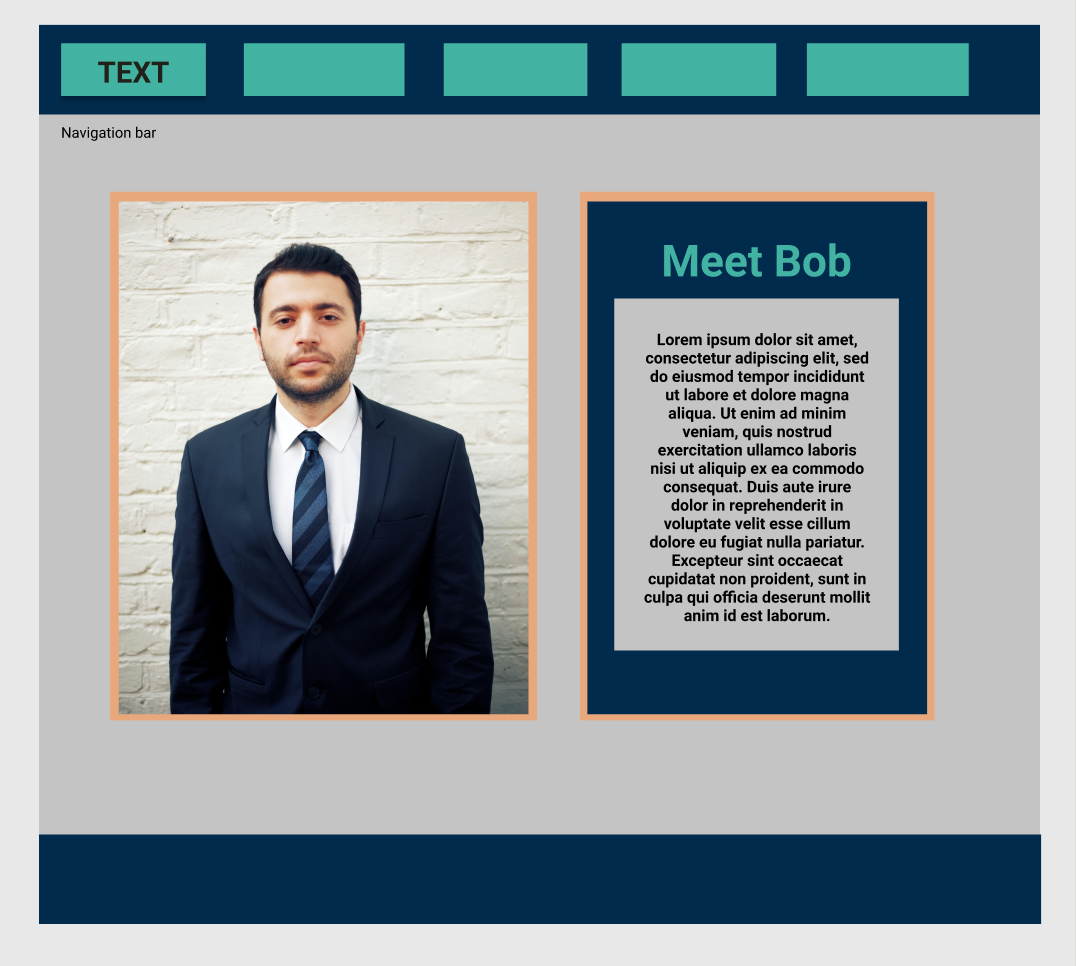 TEXT
Navigation bar
Meet Bob
Lorem ipsum dolor sit amet,
consectetur adipiscing elit, sed
do eiusmod tempor incididunt
ut labore et dolore magna
aliqua. Ut enim ad minim
veniam, quis nostrud
exercitation ullamco laboris
nisi ut aliquip ex ea commodo
consequat. Duis aute irure
dolor in reprehenderit in
voluptate velit esse cillum
dolore eu fugiat nulla pariatur.
Excepteur sint occaecat
cupidatat non proident, sunt in
culpa qui officia deserunt mollit
anim id est laborum.